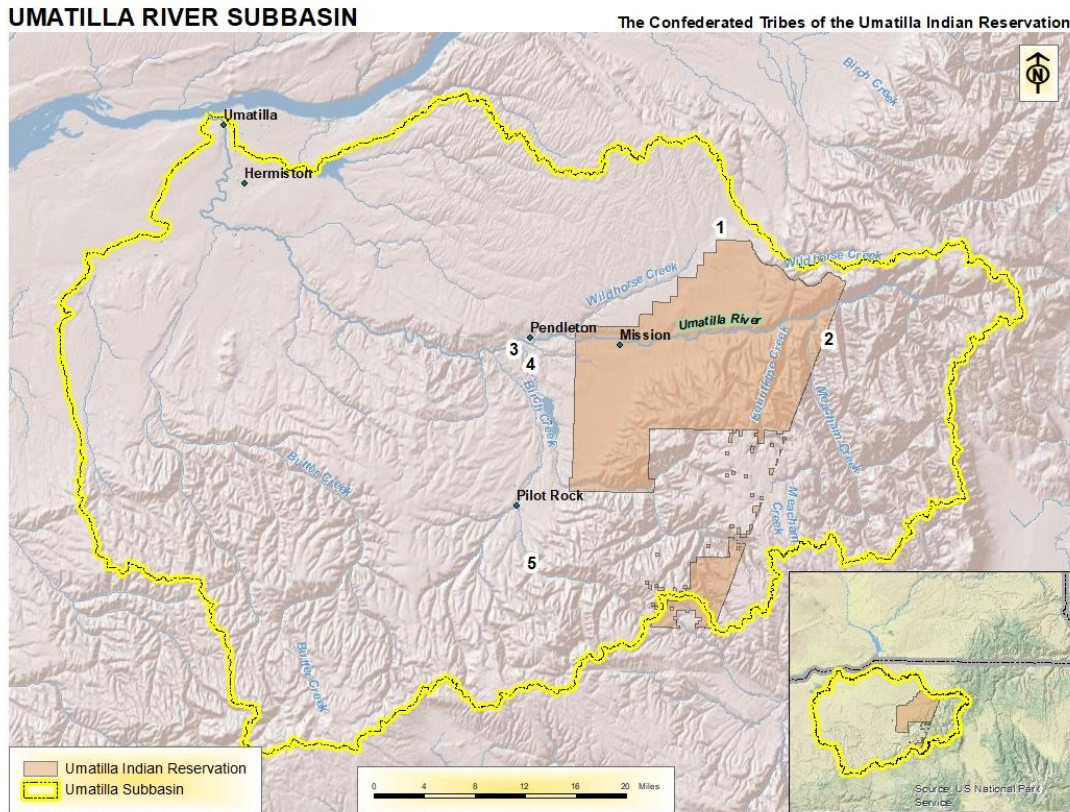 UMATILLA RIVER SUBBASIN
The Confederated Tribes of the Umatilla Indian Reservation
N
Birch Creek
Umatilla
Hermiston
1
Wildhorse Creek
Wildhorse Creek
Umatilla River
Pendleton
Mission
2
3
4
Birch Creek
Creek
Meacham Creek
Butter Creek
Pilot Rock
Meacham
Creek
5
Butter Creek
Umatilla Indian Reservation
Umatilla Subbasin
0 4 8 12 16 20 Miles
Source: US National Park
Service